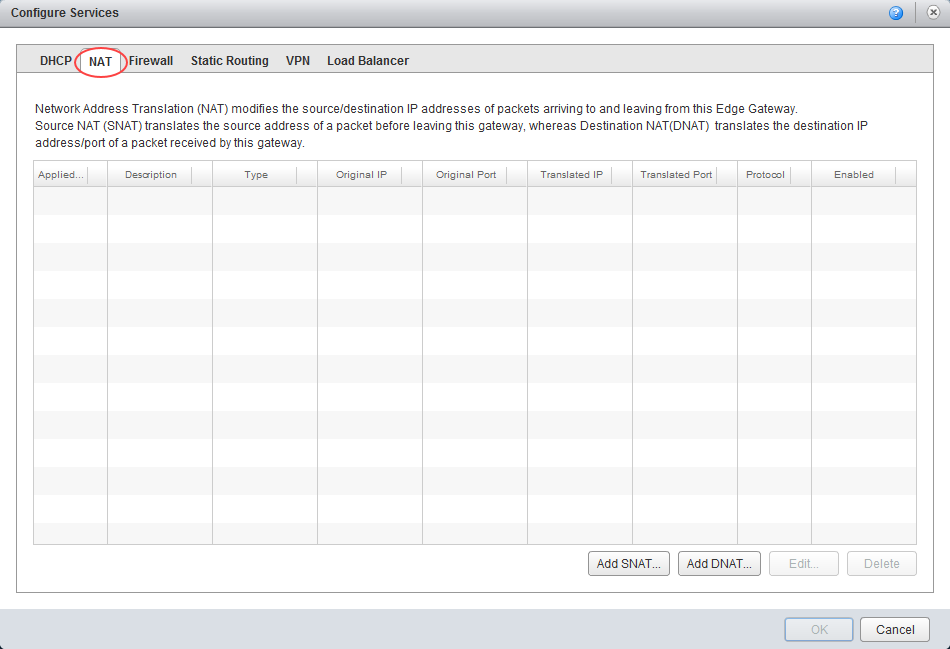 Configure Services
DHCP NAT Firewall Static Routing VPN Load Balancer
Network Address Translation (NAT) modifies the source/destination IP addresses of packets arriving to and leaving from this Edge Gateway.
Source NAT (SNAT) translates the source address of a packet before leaving this gateway, whereas Destination NAT(DNAT) translates the destination IP
address/port of a packet received by this gateway.
Applied... Description Type Original IP Original Port Translated IP Translated Port Protocol Enabled
Add SNAT... Add DNAT... Edit... Delete
OK Cancel